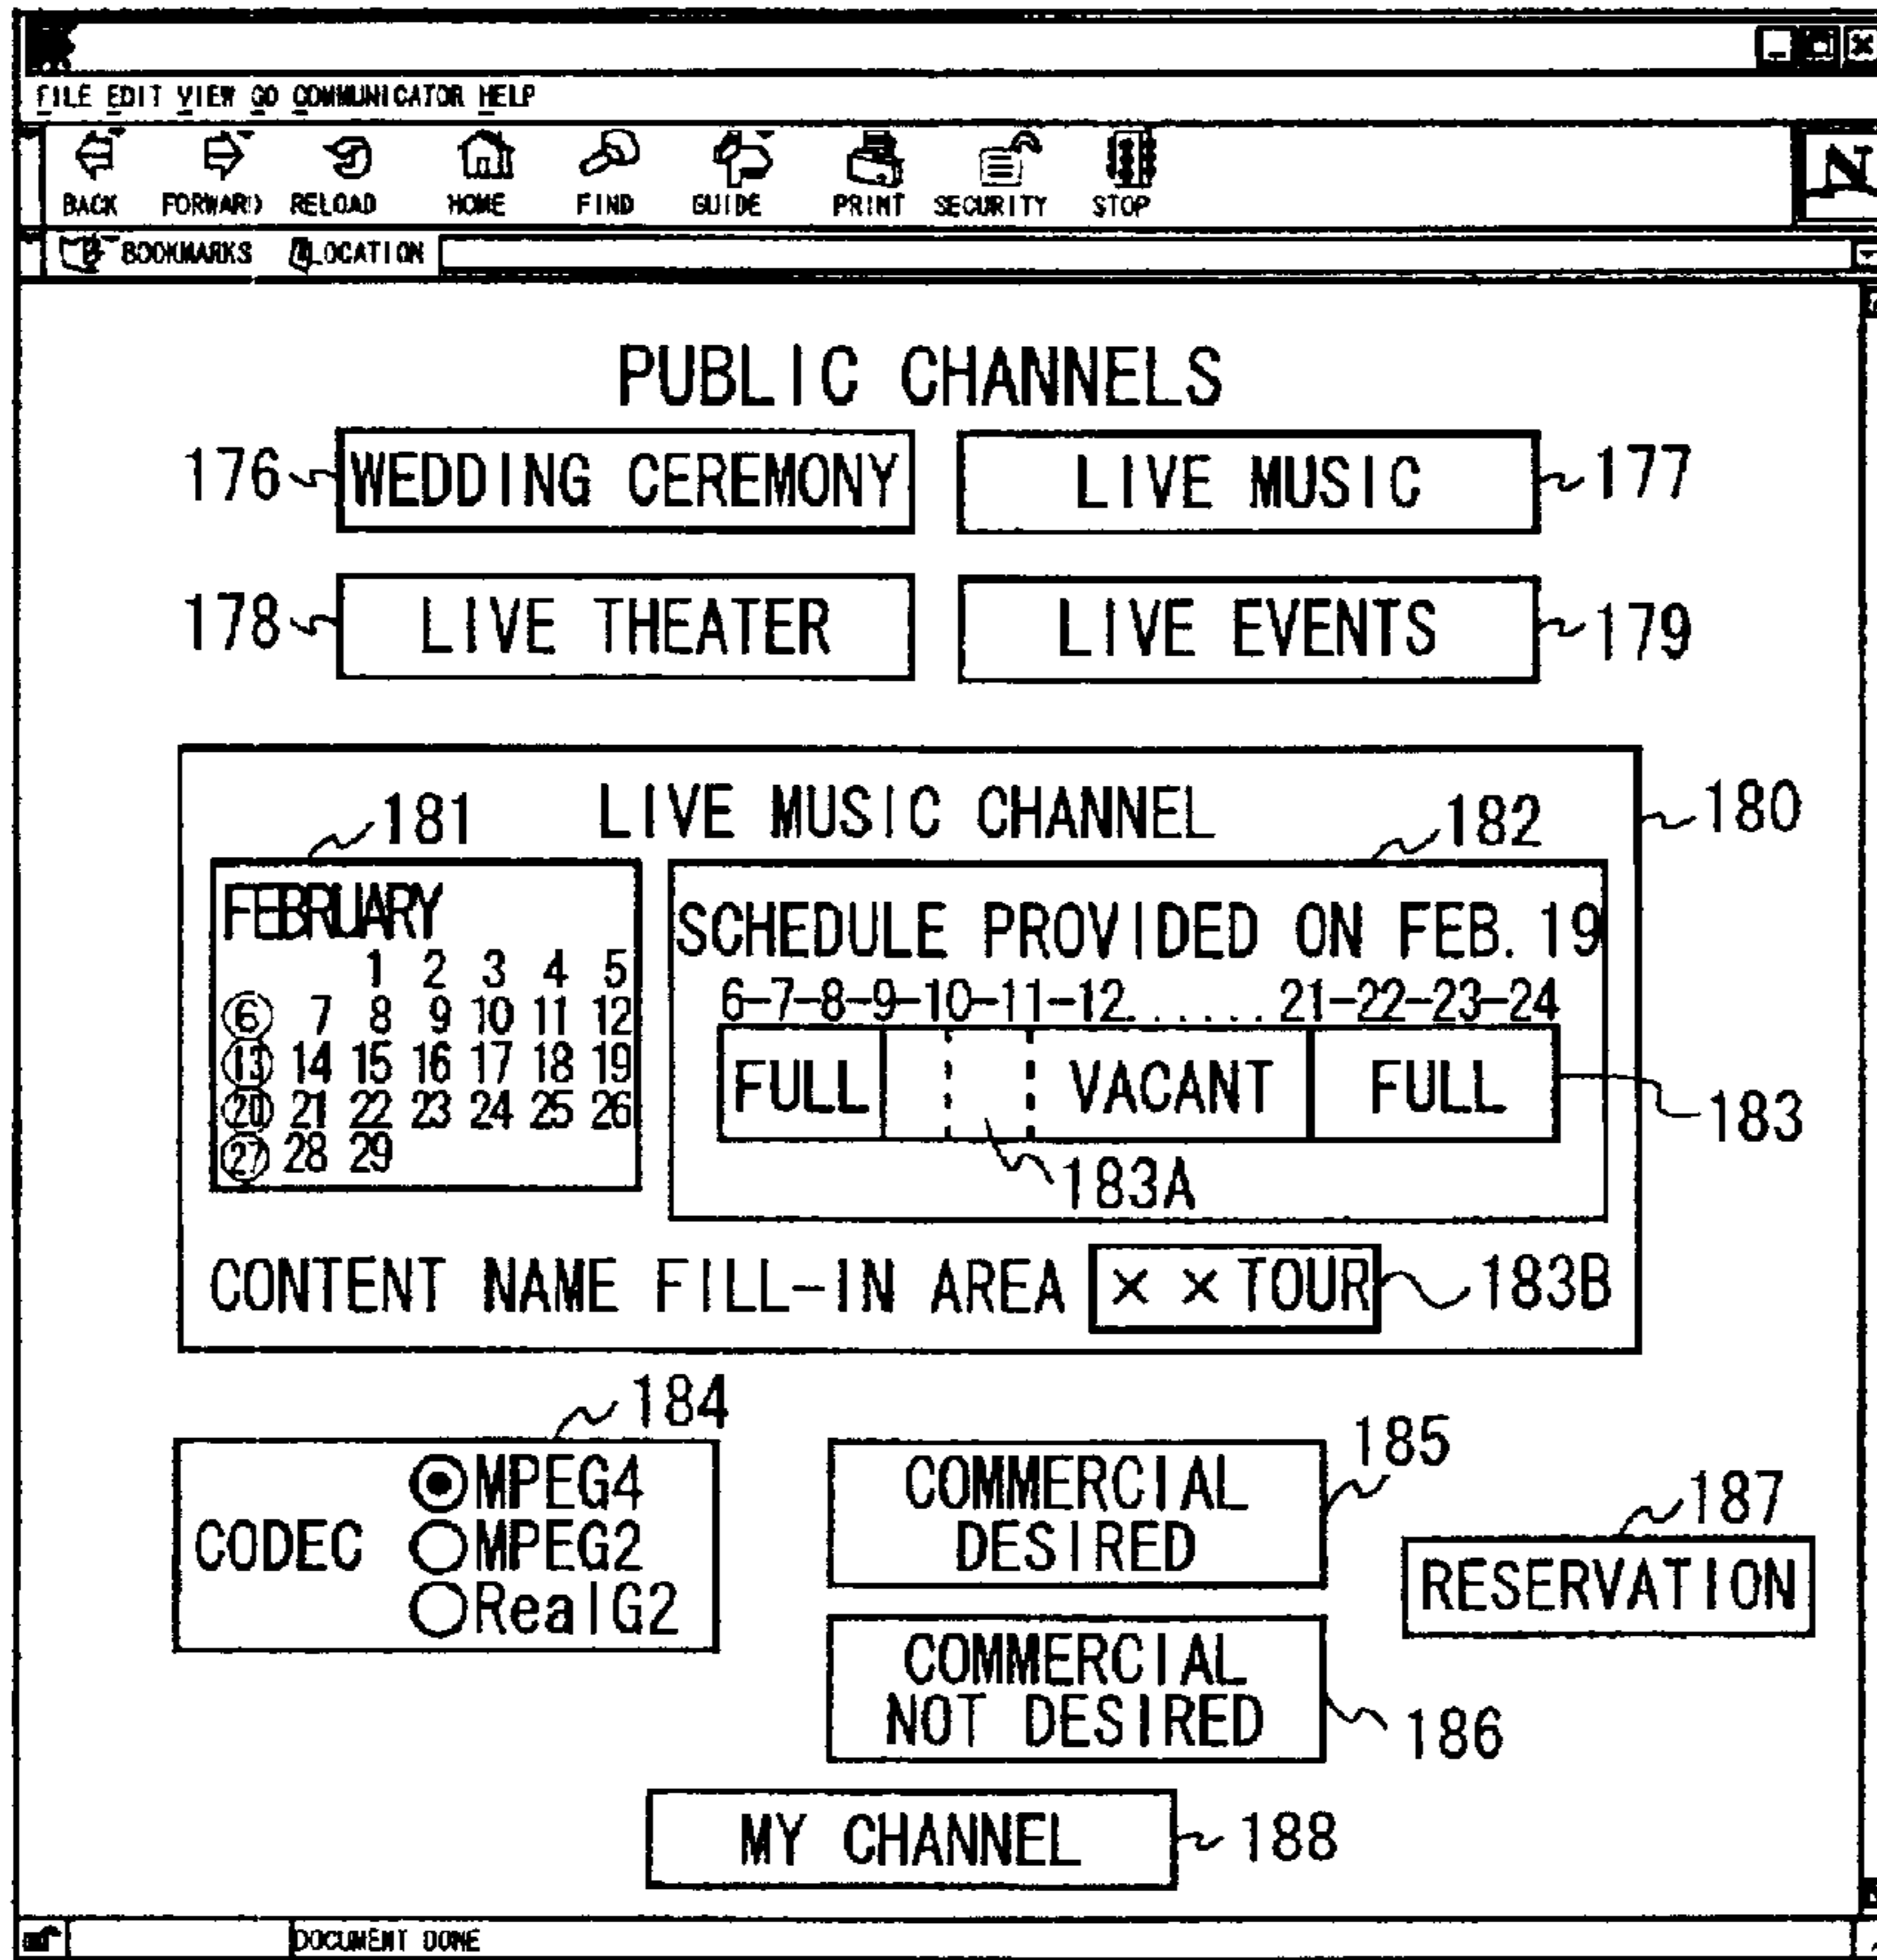 FILE EDIT VIEW GO COMMUNICATOR HELP
BACK FORWARD RELOAD HOME FIND GUIDE PRINT SECURITY STOP
N
BOOKMARKS LOCATION
PUBLIC CHANNELS
176 WEDDING CEREMONY LIVE MUSIC 177
178 LIVE THEATER LIVE EVENTS 179
LIVE MUSIC CHANNEL
180
181
182
FEBRUARY
1 2 3 4 5
6 7 8 9 10 11 12
13 14 15 16 17 18 19
20 21 22 23 24 25 26
27 28 29
SCHEDULE PROVIDED ON FEB. 19
6-7-8-9-10-11-12......21-22-23-24
FULL VACANT FULL
183
183A
CONTENT NAME FILL-IN AREA ××TOUR 183B
184
CODEC
MPEG4
MPEG2
RealG2
COMMERCIAL
DESIRED
185
COMMERCIAL
NOT DESIRED
186
187
RESERVATION
MY CHANNEL 188
DOCUMENT DONE